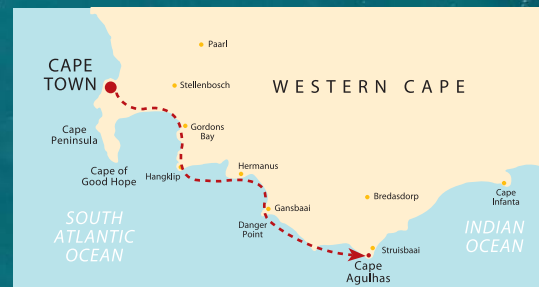 Paarl
CAPE
TOWN
Stellenbosch
WESTERN CAPE
Gordons
Bay
Cape
Peninsula
Cape of
Good Hope
Hangklip
Hermanus
Gansbaai
Danger
Point
Bredasdorp
Cape
Infanta
SOUTH
ATLANTIC
OCEAN
INDIAN
OCEAN
Struisbaai
Cape
Agulhas